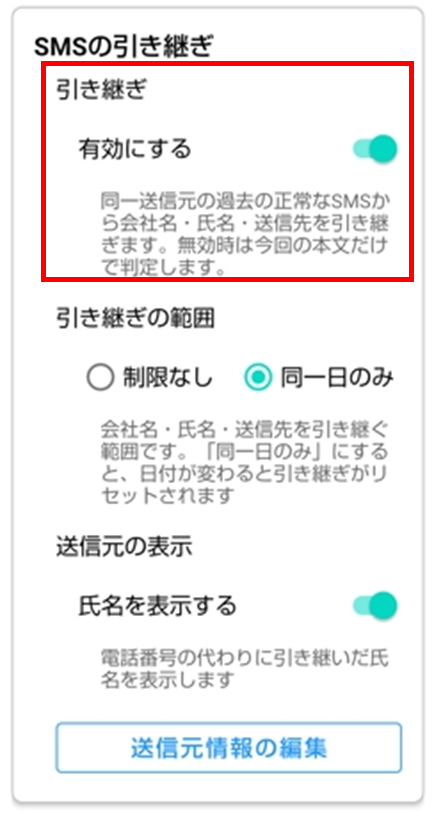 SMSの引き継ぎ
引き継ぎ
有効にする
同一送信元の過去の正常なSMSか
ら会社名・氏名・送信先を引き継
ぎます。無効時は今回の本文だけ
で判定します。
引き継ぎの範囲
制限なし
同一日のみ
会社名・氏名・送信先を引き継ぐ
範囲です。「同一日のみ」にする
と、日付が変わると引き継ぎがリ
セットされます
送信元の表示
氏名を表示する
電話番号の代わりに引き継いだ氏
名を表示します
送信元情報の編集